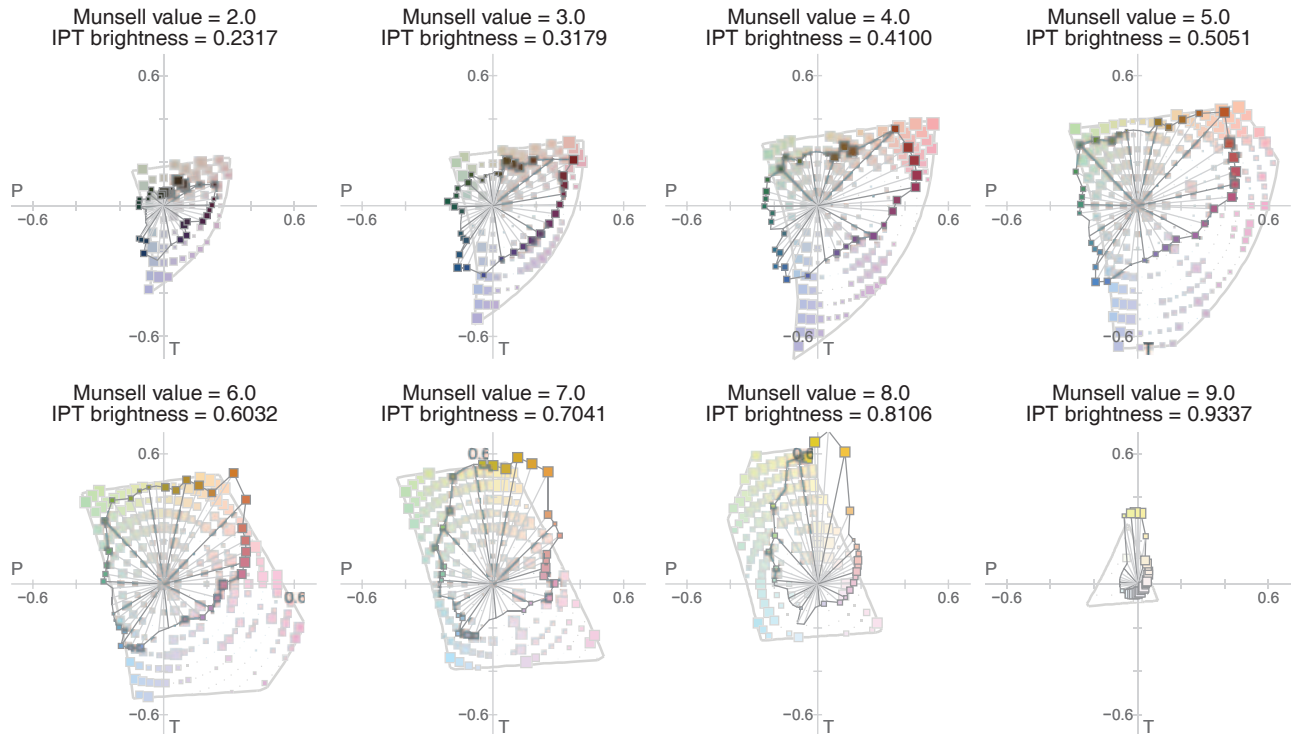 Munsell value = 2.0
IPT brightness = 0.2317
0.6
P
−0.6
0.6
−0.6
T
Munsell value = 3.0
IPT brightness = 0.3179
0.6
P
−0.6
0.6
−0.6
T
Munsell value = 4.0
IPT brightness = 0.4100
0.6
P
−0.6
0.6
−0.6
T
Munsell value = 5.0
IPT brightness = 0.5051
0.6
P
−0.6
0.6
−0.6
T
Munsell value = 6.0
IPT brightness = 0.6032
0.6
P
−0.6
0.6
−0.6
T
Munsell value = 7.0
IPT brightness = 0.7041
0.6
P
−0.6
0.6
−0.6
T
Munsell value = 8.0
IPT brightness = 0.8106
0.6
P
−0.6
0.6
−0.6
T
Munsell value = 9.0
IPT brightness = 0.9337
0.6
P
−0.6
0.6
−0.6
T